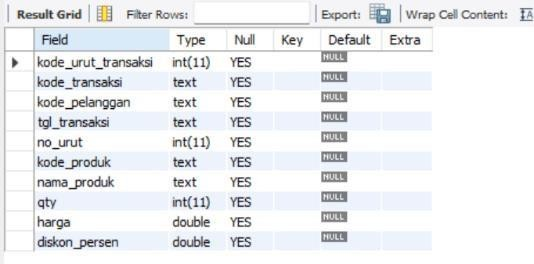 Result Grid Filter Rows: Export: Wrap Cell Content: IA
Field Type Null Key Default Extra
kode_urut_transaksi int(11) YES NULL
kode_transaksi text YES NULL
kode_pelanggan text YES NULL
tgl_transaksi text YES NULL
no_urut int(11) YES NULL
kode_produk text YES NULL
nama_produk text YES NULL
qty int(11) YES NULL
harga double YES NULL
diskon_persen double YES NULL